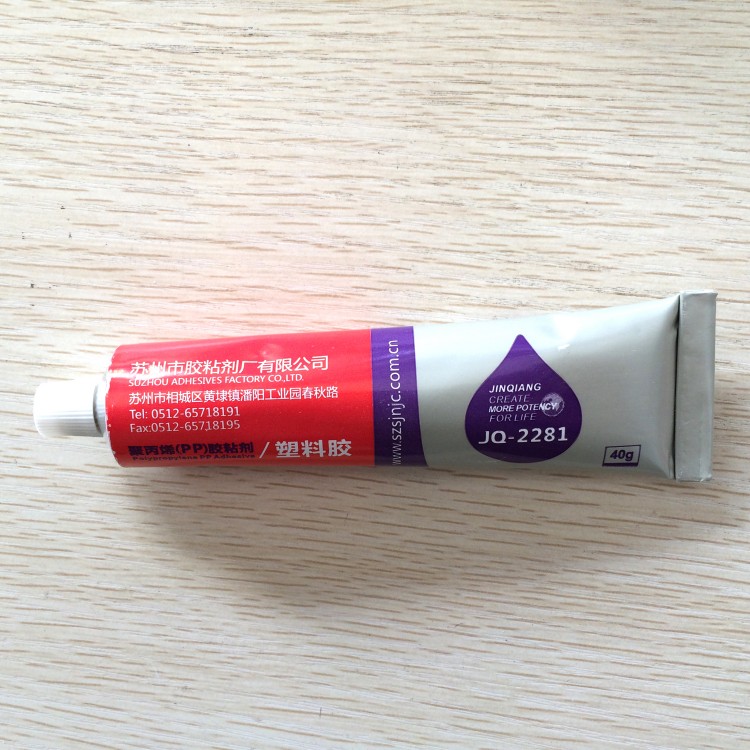 苏州市胶粘剂厂有限公司
SUZHOU ADHESIVES FACTORY CO.,LTD.
苏州市相城区黄埭镇潘阳工业园春秋路
Tel: 0512-65718191
Fax:0512-65718195
聚丙烯(PP)胶粘剂
Polypropylene PP Adhesive
/塑料胶
www.szsjnjc.com.cn
JINQIANG
CREATE
MORE POTENCY
FOR LIFE
JQ-2281
40g